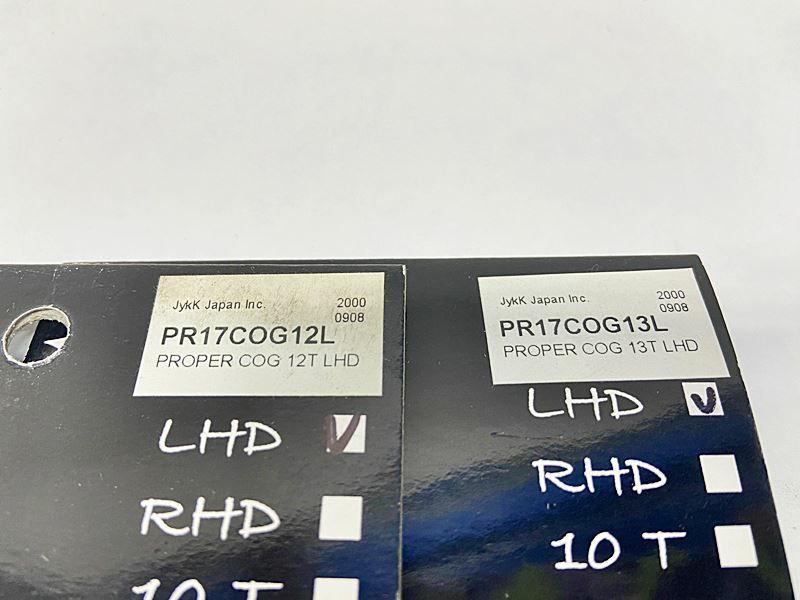 JykK Japan Inc.
2000
0908
PR17COG12L
PROPER COG 12T LHD
LHD
RHD
10 T
JykK Japan Inc.
2000
0908
PR17COG13L
PROPER COG 13T LHD
LHD
RHD
10 T